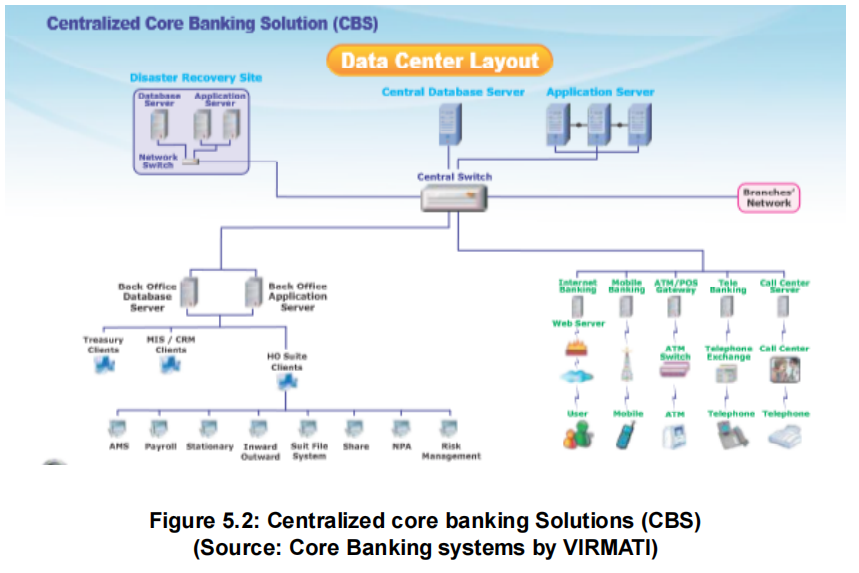 Centralized Core Banking Solution (CBS)
Data Center Layout
Disaster Recovery Site
Database
Server
Application
Server
Network
Switch
Central Database Server
Application Server
Central Switch
Branches'
Network
Back Office
Database
Server
Back Office
Application
Server
Treasury
Clients
MIS / CRM
Clients
HO Suite
Clients
AMS
Payroll
Stationary
Inward
Outward
Suit File
System
Share
NPA
Risk
Management
Internet
Banking
Mobile
Banking
ATM/POS
Gateway
Tele
Banking
Call Center
Server
Web Server
ATM
Switch
Telephone
Exchange
Call Center
User
Mobile
ATM
Telephone
Telephone
Figure 5.2: Centralized core banking Solutions (CBS)
(Source: Core Banking systems by VIRMATI)